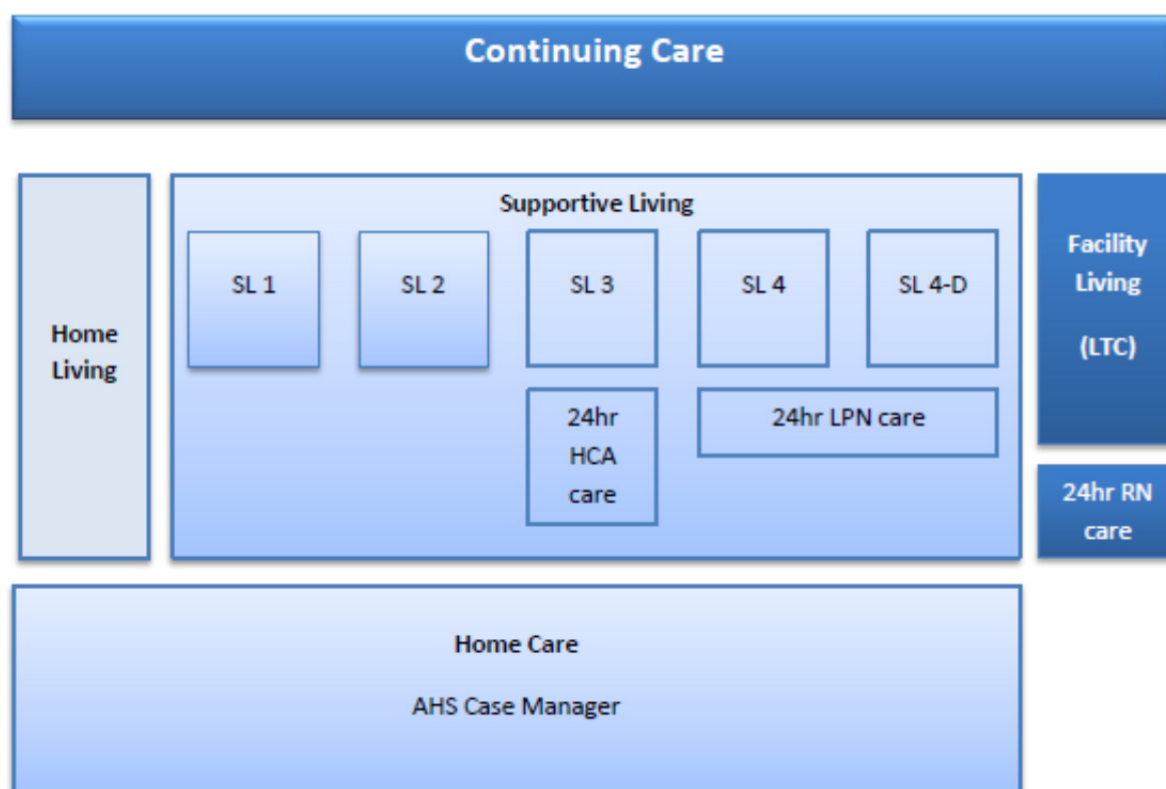 Continuing Care
Home
Living
Supportive Living
SL 1
SL 2
SL 3
SL 4
SL 4-D
24hr
HCA
care
24hr LPN care
Facility
Living
(LTC)
24hr RN
care
Home Care
AHS Case Manager